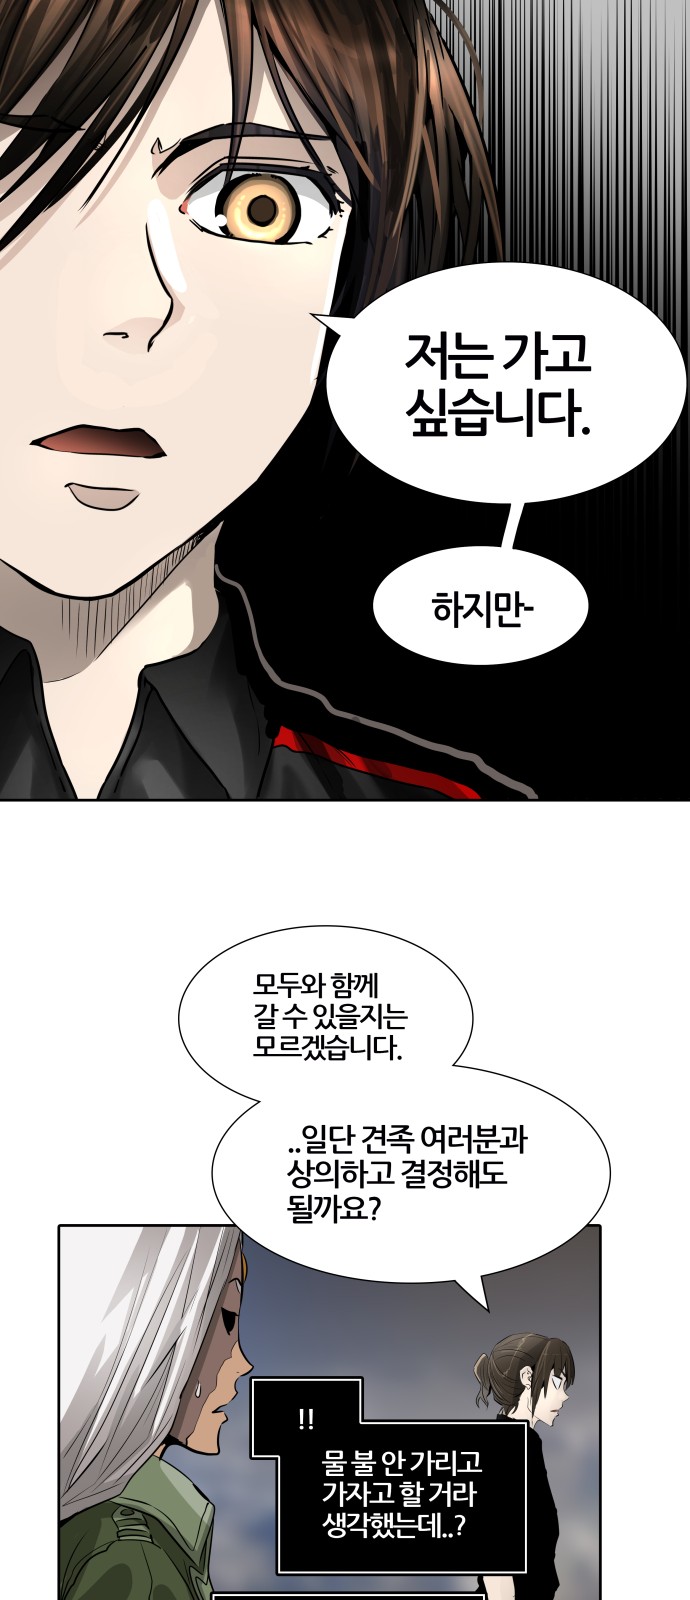 저는 가고
싶습니다.
하지만-
모두와 함께
갈 수 있을지는
모르겠습니다.
..일단 견족 여러분과
상의하고 결정해도
될까요?
!!
물 불 안 가리고
가자고 할 거라
생각했는데..?